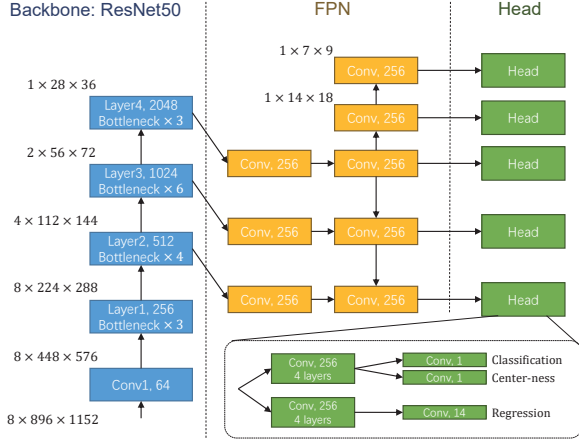 Backbone: ResNet50
FPN
Head
1 × 7 × 9
Conv, 256
Head
1 × 28 × 36
1 × 14 × 18
Conv, 256
Head
Layer4, 2048
Bottleneck × 3
2 × 56 × 72
Conv, 256
Conv, 256
Head
Layer3, 1024
Bottleneck × 6
4 × 112 × 144
Conv, 256
Conv, 256
Head
Layer2, 512
Bottleneck × 4
8 × 224 × 288
Conv, 256
Conv, 256
Head
Layer1, 256
Bottleneck × 3
8 × 448 × 576
Conv1, 64
8 × 896 × 1152
Conv, 256
4 layers
Conv, 1
Classification
Conv, 1
Center-ness
Conv, 256
4 layers
Conv, 14
Regression